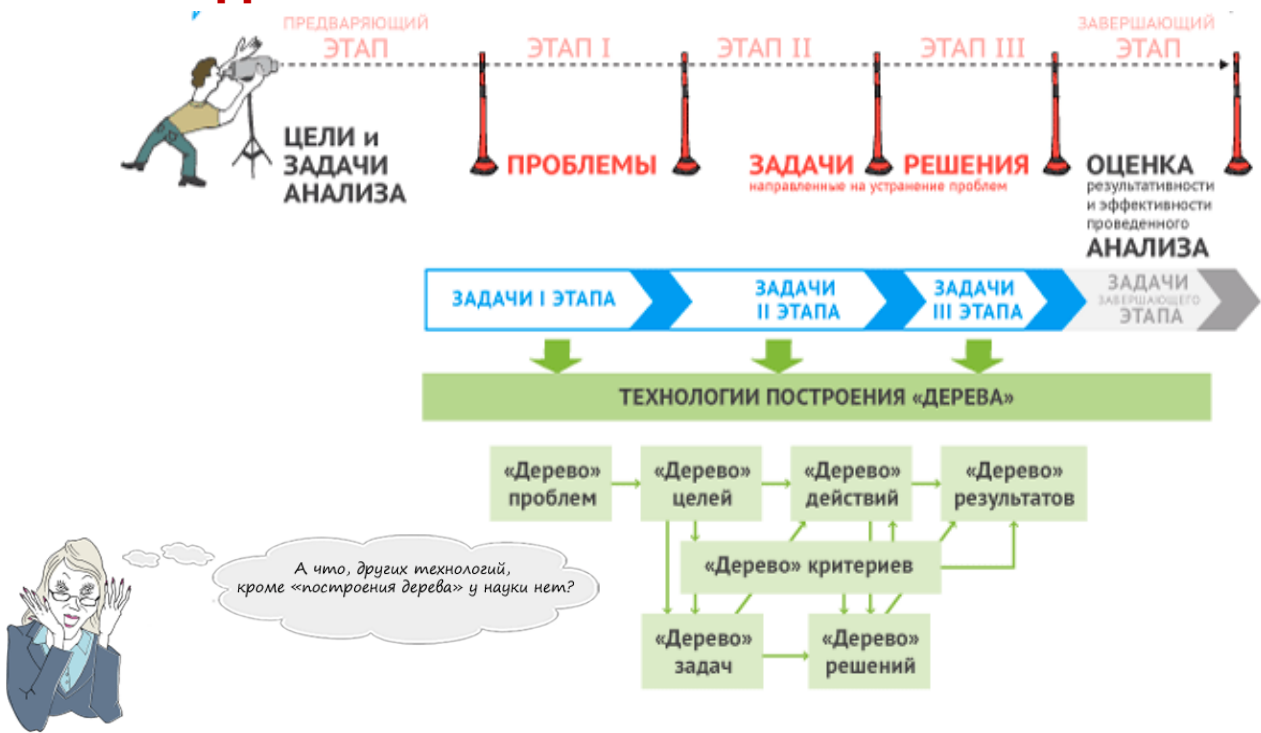 ПРЕДВАРЯЮЩИЙ
ЭТАП
ЭТАП I
ЭТАП II
ЭТАП III
ЗАВЕРШАЮЩИЙ
ЭТАП
ЦЕЛИ и
ЗАДАЧИ
АНАЛИЗА
ПРОБЛЕМЫ
ЗАДАЧИ
РЕШЕНИЯ
направленные на устранение проблем
ОЦЕНКА
результативности
и эффективности
проведенного
АНАЛИЗА
ЗАДАЧИ I ЭТАПА
ЗАДАЧИ
II ЭТАПА
ЗАДАЧИ
III ЭТАПА
ЗАДАЧИ
ЗАВЕРШАЮЩЕГО
ЭТАПА
ТЕХНОЛОГИИ ПОСТРОЕНИЯ «ДЕРЕВА»
«Дерево»
проблем
«Дерево»
целей
«Дерево»
действий
«Дерево»
результатов
«Дерево» критериев
«Дерево»
задач
«Дерево»
решений
А что, других технологий,
кроме «построения дерева» у науки нет?